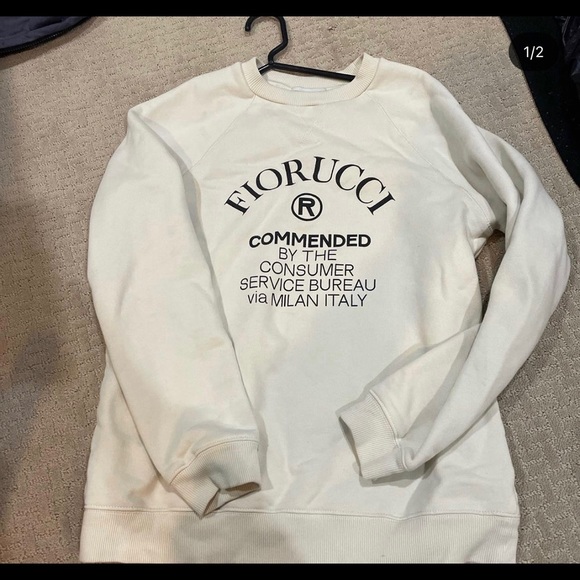 1/2
FIORUCCI
®
COMMENDED
BY THE
CONSUMER
SERVICE BUREAU
via MILAN ITALY